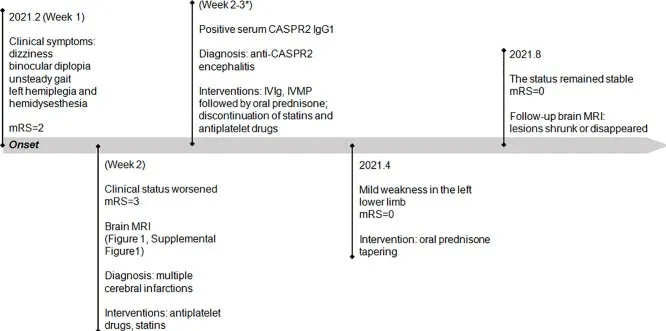 2021.2 (Week 1)
Clinical symptoms:
dizziness
binocular diplopia
unsteady gait
left hemiplegia and
hemidysesthesia
mRS=2
Onset
(Week 2)
Clinical status worsened
mRS=3
Brain MRI
(Figure 1, Supplemental
Figure1)
Diagnosis: multiple
cerebral infarctions
Interventions: antiplatelet
drugs, statins
(Week 2-3*)
Positive serum CASPR2 IgG1
Diagnosis: anti-CASPR2
encephalitis
Interventions: IVIg, IVMP
followed by oral prednisone;
discontinuation of statins and
antiplatelet drugs
2021.4
Mild weakness in the left
lower limb
mRS=0
Intervention: oral prednisone
tapering
2021.8
The status remained stable
mRS=0
Follow-up brain MRI:
lesions shrunk or disappeared